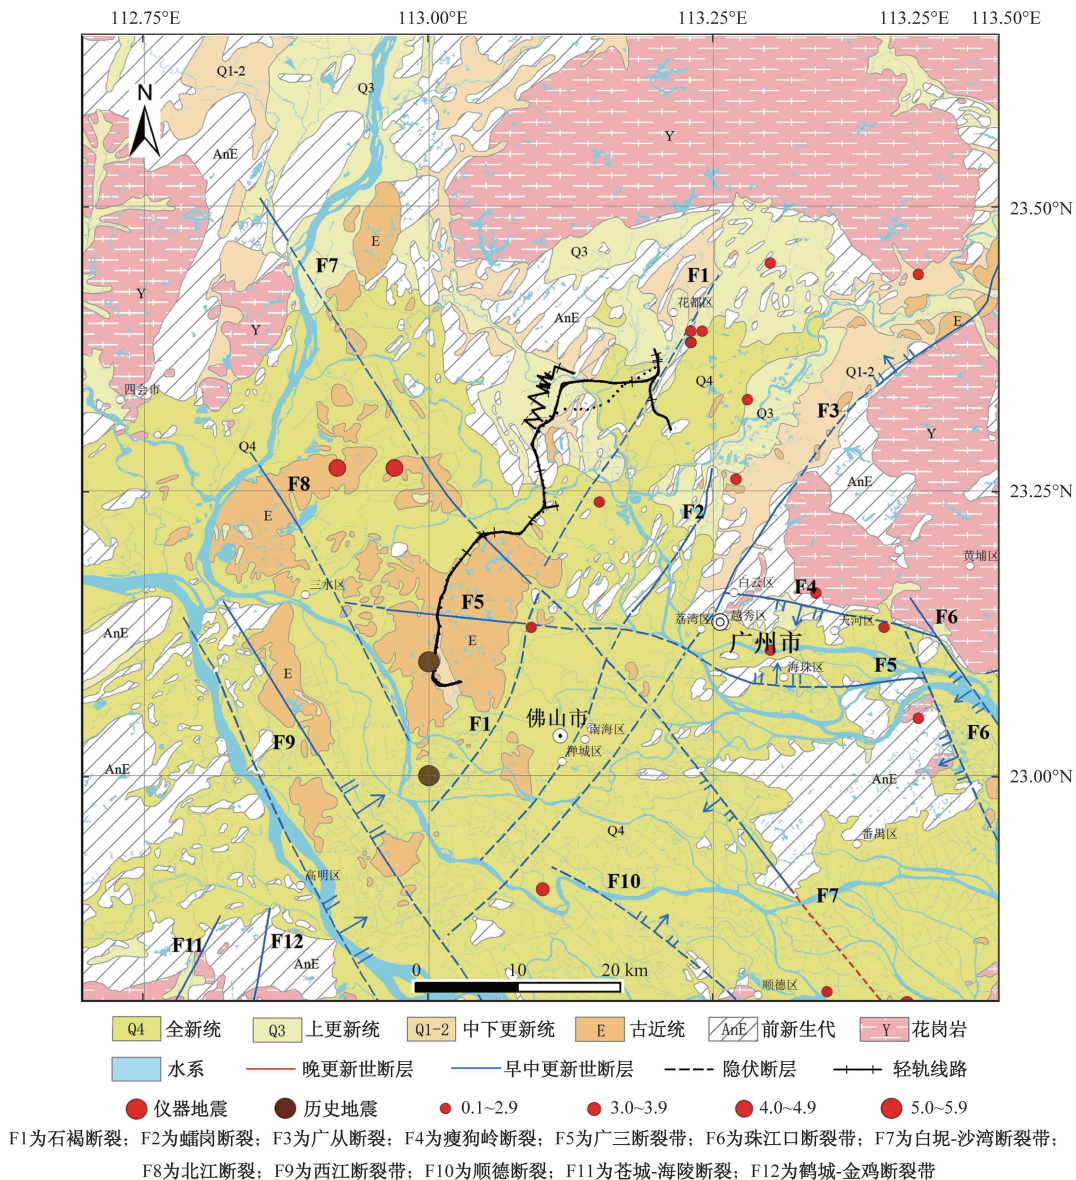 112.75°E 113.00°E 113.25°E 113.25°E 113.50°E
Q1-2
Q3
N
AnE
Y
23.50°N
E
Q3
F7
F1
花都区
Y
Y
AnE
E
Q4
Q1-2
四会市
F3
Q3
Q4
Y
F8
AnE
23.25°N
E
F2
黄埔区
三水区
白云区
F4
F5
荔湾区
越秀区
天河区
F6
AnE
广州市
E
F5
海珠区
E
F1
佛山市
南海区
F6
F9
禅城区
AnE
AnE
23.00°N
Q4
番禺区
高明区
F10
F7
F11
F12
AnE
0 10 20 km
顺德区
Q4 全新统 Q3 上更新统 Q1-2 中下更新统 E 古近统 AnE 前新生代 Y 花岗岩
水系 晚更新世断层 早中更新世断层 隐伏断层 轻轨线路
仪器地震 历史地震 0.1~2.9 3.0~3.9 4.0~4.9 5.0~5.9
F1为石褐断裂；F2为蠕岗断裂；F3为广从断裂；F4为瘦狗岭断裂；F5为广三断裂带；F6为珠江口断裂带；F7为白坭-沙湾断裂带；
F8为北江断裂；F9为西江断裂带；F10为顺德断裂；F11为苍城-海陵断裂；F12为鹤城-金鸡断裂带